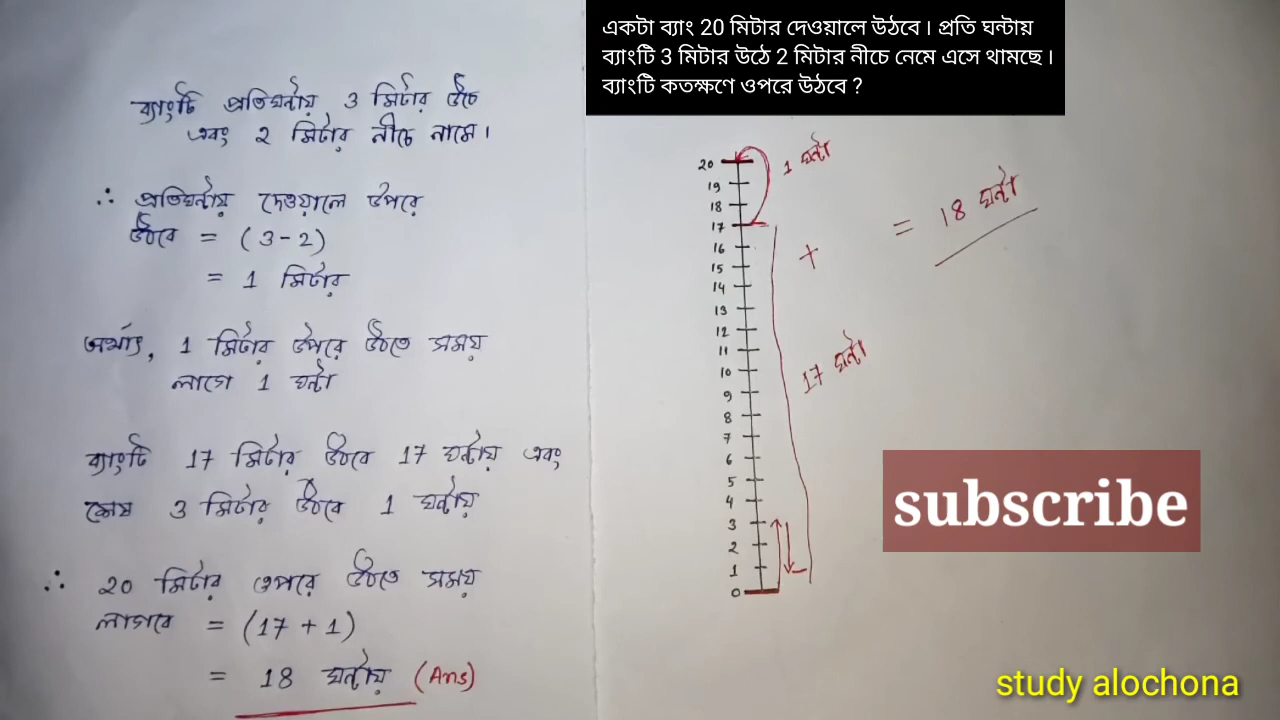 একটা ব্যাং 20 মিটার দেওয়ালে উঠবে । প্রতি ঘন্টায়
ব্যাংটি 3 মিটার উঠে 2 মিটার নীচে নেমে এসে থামছে ।
ব্যাংটি কতক্ষণে ওপরে উঠবে ?
ব্যাংটি প্রতিঘন্টায় 3 মিটার উঠে
এবং 2 মিটার নীচে নামে।
∴ প্রতিঘন্টায় দেওয়ালে উপরে
উঠবে = (3-2)
= 1 মিটার
অর্থাৎ, 1 মিটার উপরে উঠতে সময়
লাগে 1 ঘন্টা
ব্যাংটি 17 মিটার উঠবে 17 ঘন্টায় এবং
শেষ 3 মিটার উঠবে 1 ঘন্টায়
∴ 20 মিটার ওপরে উঠতে সময়
লাগবে = (17 + 1)
= 18 ঘন্টায় (Ans)
20
19
18
17
16
15
14
13
12
11
10
9
8
7
6
5
4
3
2
1
0
1 ঘন্টা
+
17 ঘন্টা
= 18 ঘন্টা
subscribe
study alochona